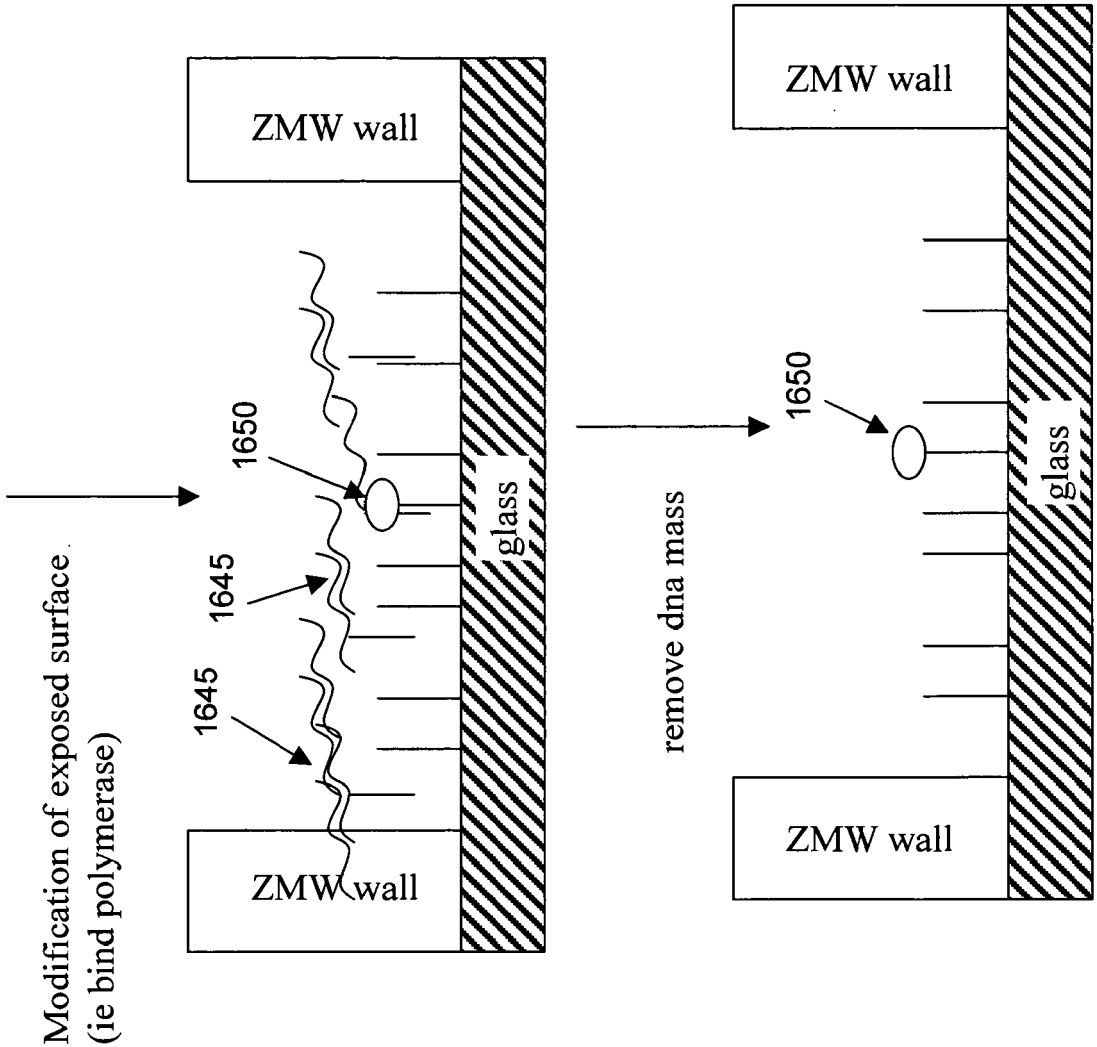 Modification of exposed surface
(ie bind polymerase)
ZMW wall
1645
1645
1650
ZMW wall
glass
remove dna mass
ZMW wall
1650
ZMW wall
glass